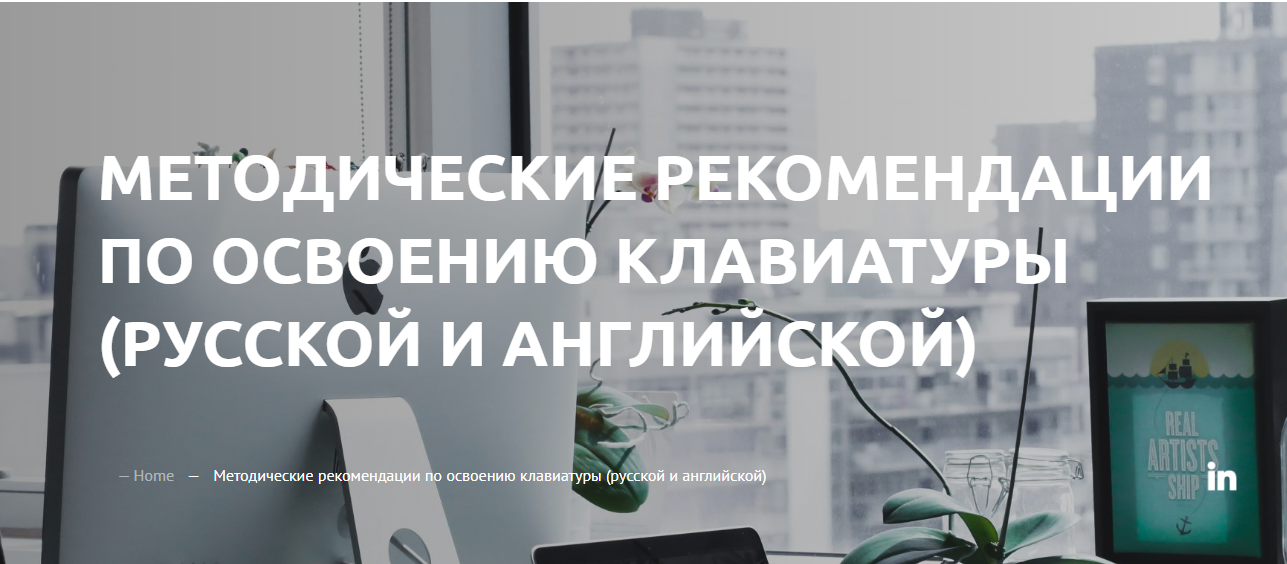 МЕТОДИЧЕСКИЕ РЕКОМЕНДАЦИИ
ПО ОСВОЕНИЮ КЛАВИАТУРЫ
(РУССКОЙ И АНГЛИЙСКОЙ)
— Home — Методические рекомендации по освоению клавиатуры (русской и английской)
REAL
ARTISTS
SHIP
in